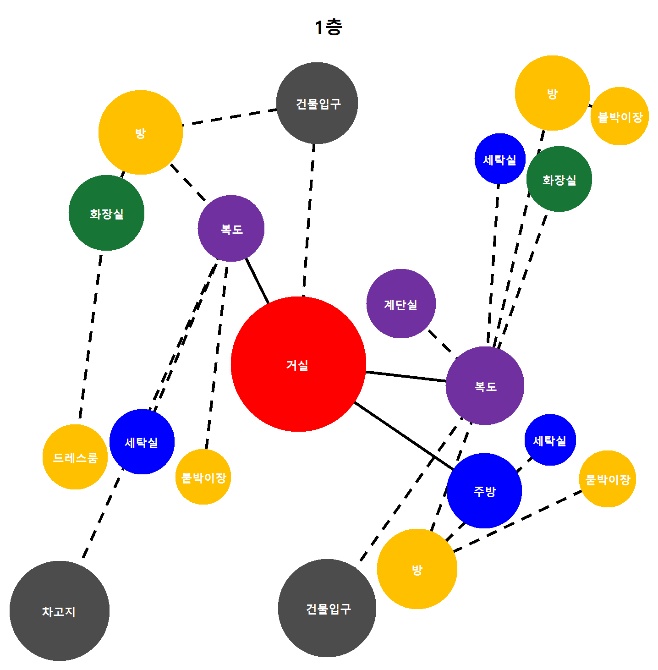 1층
건물입구
방
방
붙박이장
세탁실
화장실
화장실
복도
계단실
거실
복도
세탁실
세탁실
드레스룸
붙박이장
붙박이장
주방
방
차고지
건물입구